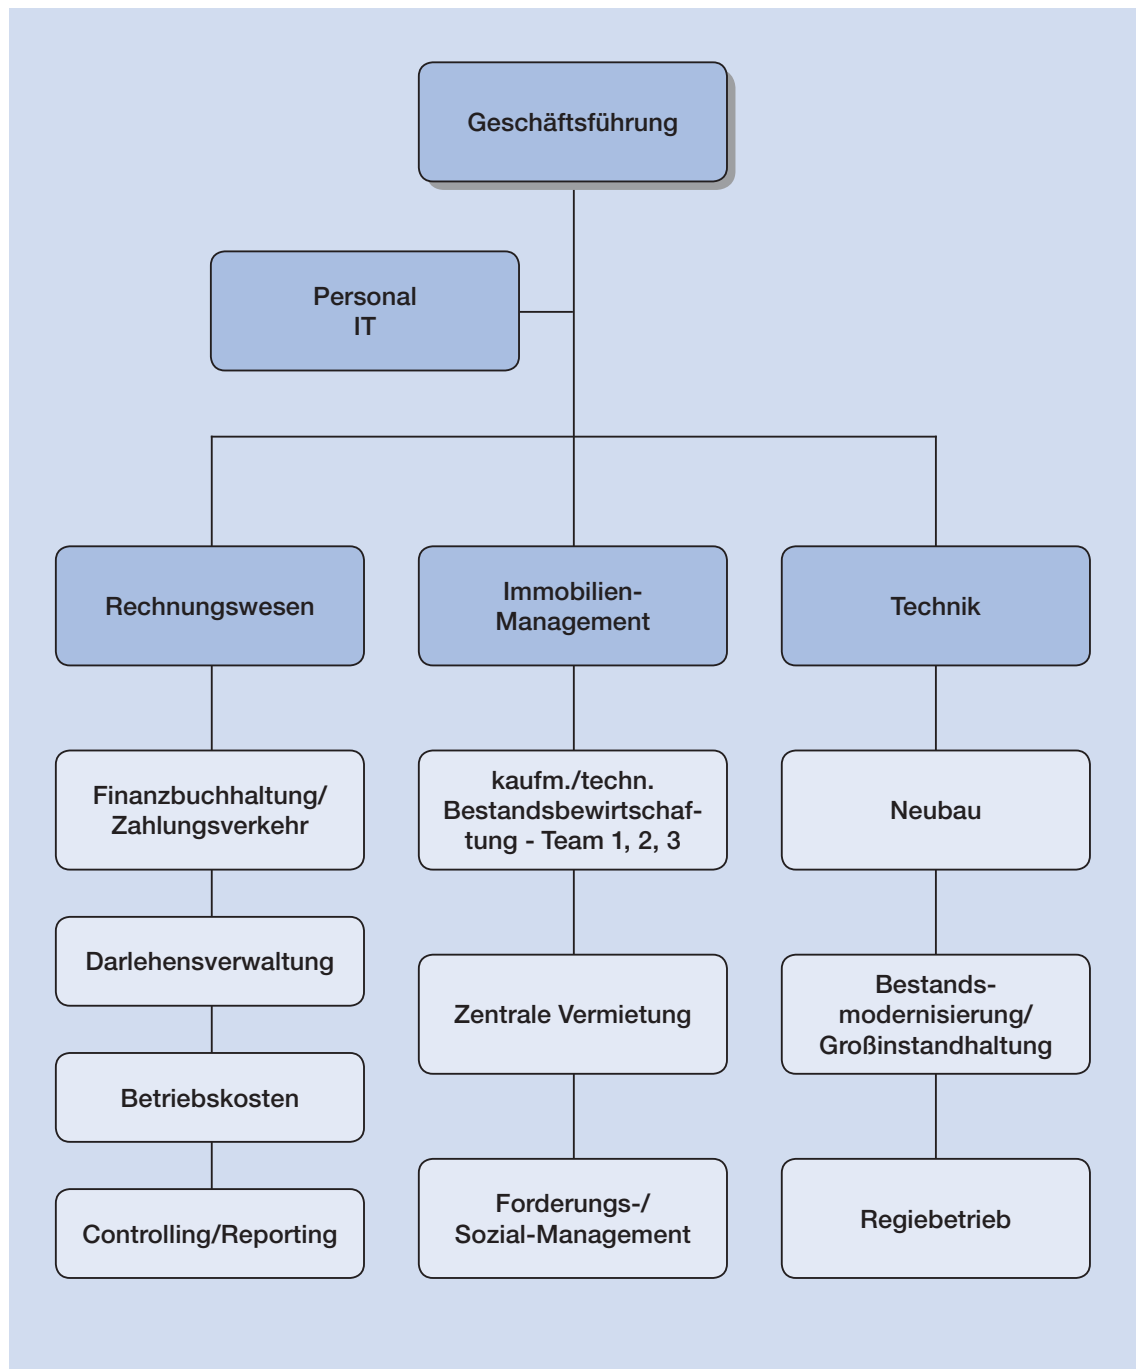 Geschäftsführung
Personal
IT
Rechnungswesen
Immobilien-
Management
Technik
Finanzbuchhaltung/
Zahlungsverkehr
Darlehensverwaltung
Betriebskosten
Controlling/Reporting
kaufm./techn.
Bestandsbewirtschaf-
tung - Team 1, 2, 3
Zentrale Vermietung
Forderungs-/
Sozial-Management
Neubau
Bestands-
modernisierung/
Großinstandhaltung
Regiebetrieb